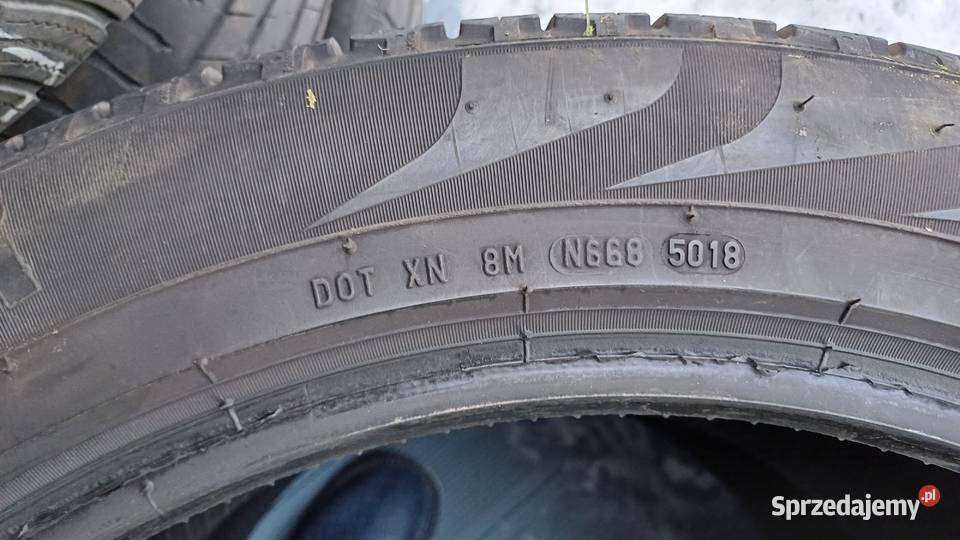 DOT XN 8M N668 5018
Sprzedajemy.pl